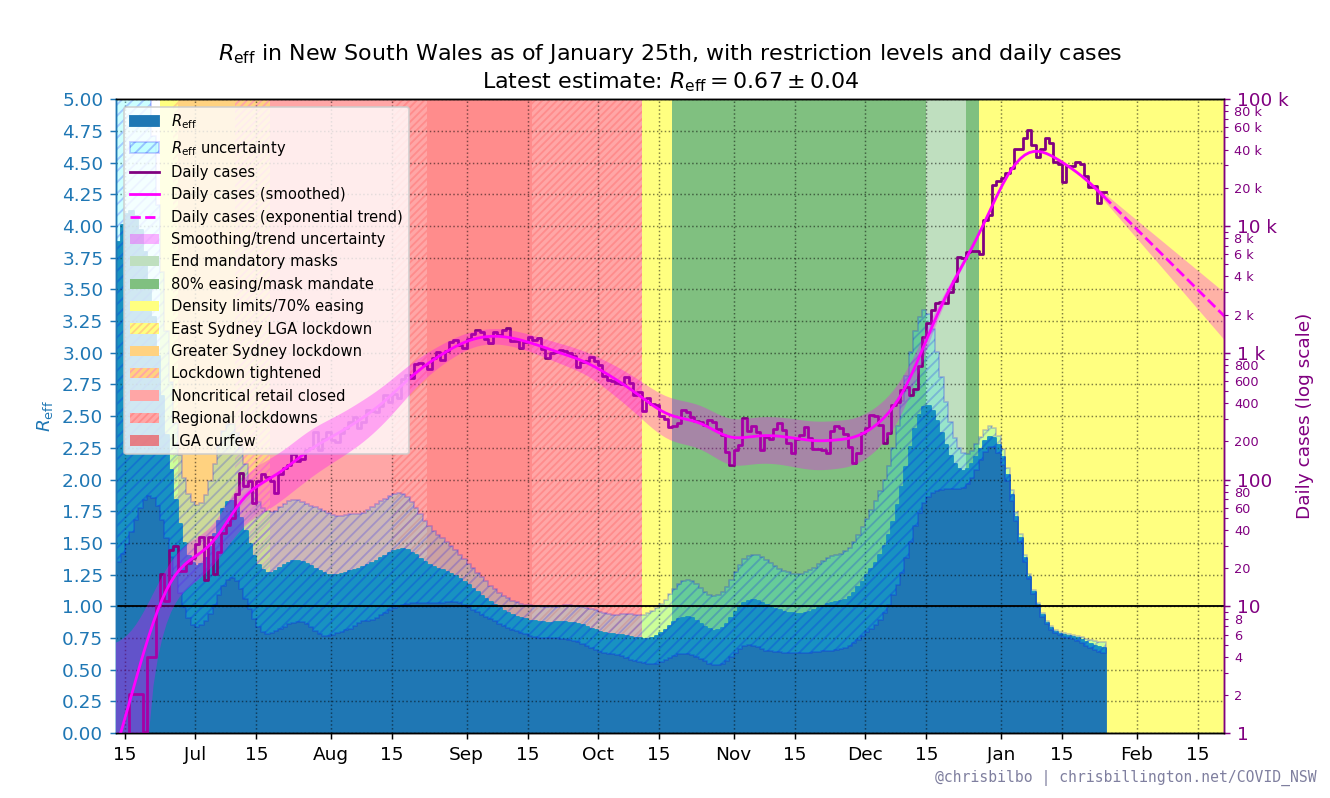 R_eff in New South Wales as of January 25th, with restriction levels and daily cases
Latest estimate: R_eff = 0.67 ± 0.04
R_eff
5.00
4.75
4.50
4.25
4.00
3.75
3.50
3.25
3.00
2.75
2.50
2.25
2.00
1.75
1.50
1.25
1.00
0.75
0.50
0.25
0.00
R_eff
R_eff uncertainty
Daily cases
Daily cases (smoothed)
Daily cases (exponential trend)
Smoothing/trend uncertainty
End mandatory masks
80% easing/mask mandate
Density limits/70% easing
East Sydney LGA lockdown
Greater Sydney lockdown
Lockdown tightened
Noncritical retail closed
Regional lockdowns
LGA curfew
100 k
80 k
60 k
40 k
20 k
10 k
8 k
6 k
4 k
2 k
1 k
800
600
400
200
100
80
60
40
20
10
8
6
4
2
1
Daily cases (log scale)
15 Jul 15 Aug 15 Sep 15 Oct 15 Nov 15 Dec 15 Jan 15 Feb 15
@chrisbilbo | chrisbillington.net/COVID_NSW